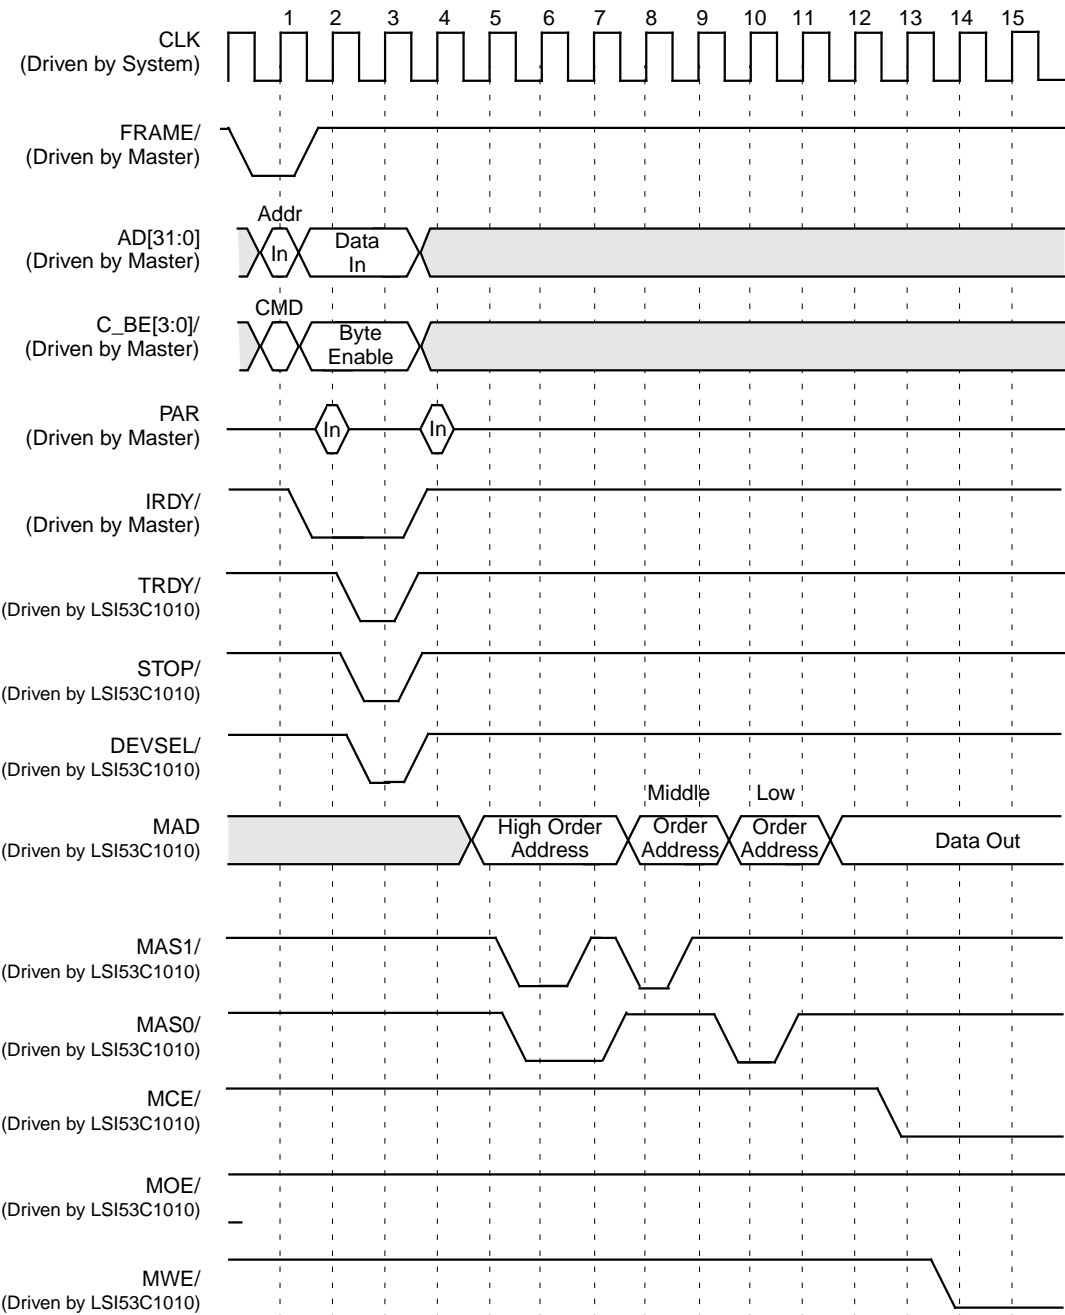 1 2 3 4 5 6 7 8 9 10 11 12 13 14 15
CLK
(Driven by System)
FRAME/
(Driven by Master)
Addr
AD[31:0]
(Driven by Master)
In
Data
In
CMD
C_BE[3:0]/
(Driven by Master)
Byte
Enable
PAR
(Driven by Master)
In
In
IRDY/
(Driven by Master)
TRDY/
(Driven by LSI53C1010)
STOP/
(Driven by LSI53C1010)
DEVSEL/
(Driven by LSI53C1010)
MAD
(Driven by LSI53C1010)
High Order
Address
Middle
Order
Address
Low
Order
Address
Data Out
MAS1/
(Driven by LSI53C1010)
MAS0/
(Driven by LSI53C1010)
MCE/
(Driven by LSI53C1010)
MOE/
(Driven by LSI53C1010)
MWE/
(Driven by LSI53C1010)